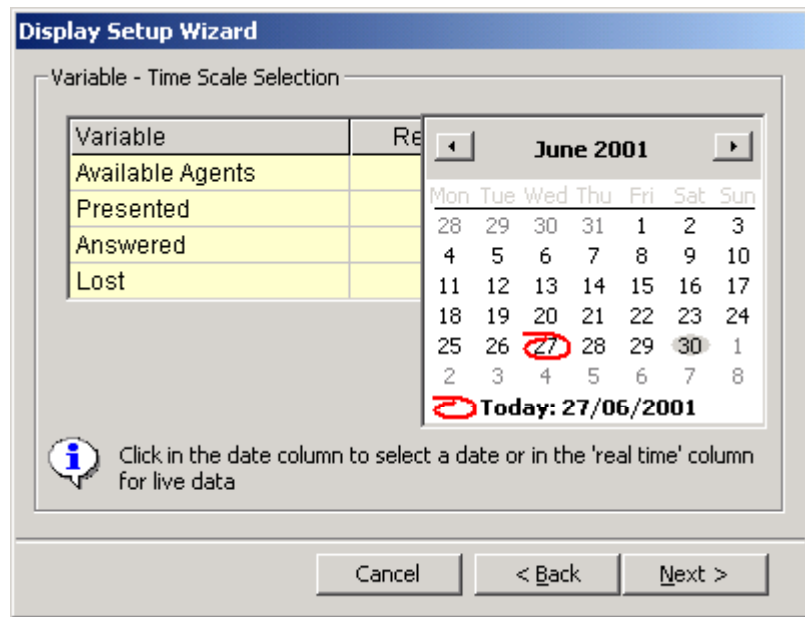 Display Setup Wizard
Variable - Time Scale Selection
Variable Re
Available Agents
Presented
Answered
Lost
June 2001
Mon Tue Wed Thu Fri Sat Sun
28 29 30 31 1 2 3
4 5 6 7 8 9 10
11 12 13 14 15 16 17
18 19 20 21 22 23 24
25 26 27 28 29 30 1
2 3 4 5 6 7 8
Today: 27/06/2001
Click in the date column to select a date or in the 'real time' column
for live data
Cancel < Back Next >